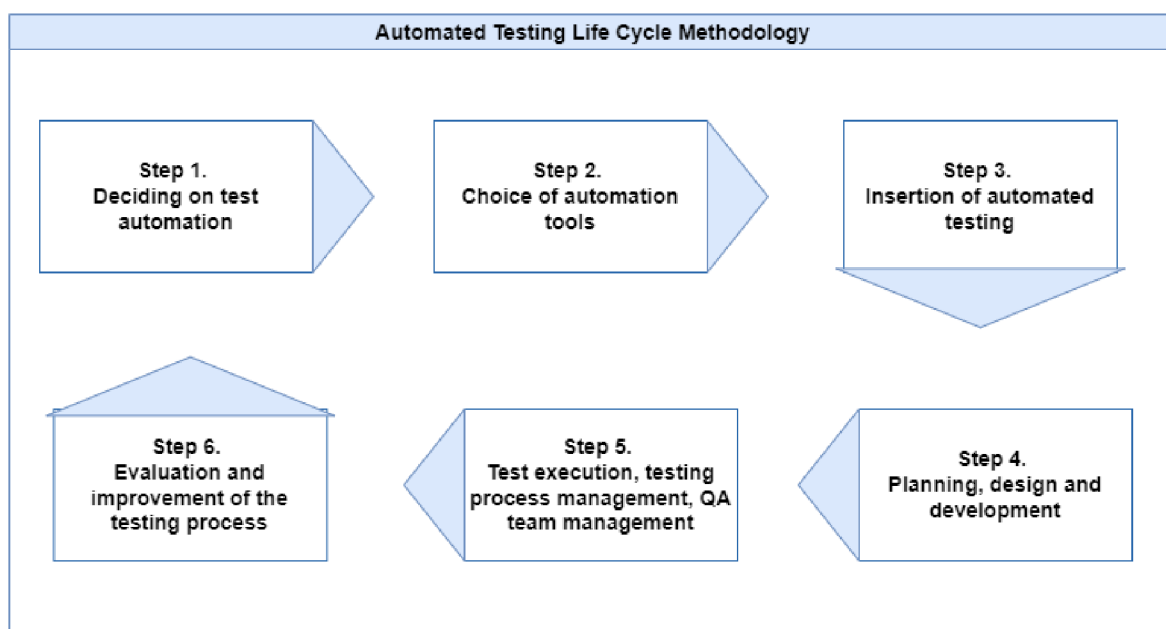 Automated Testing Life Cycle Methodology
Step 1.
Deciding on test
automation
Step 2.
Choice of automation
tools
Step 3.
Insertion of automated
testing
Step 4.
Planning, design and
development
Step 5.
Test execution, testing
process management, QA
team management
Step 6.
Evaluation and
improvement of the
testing process